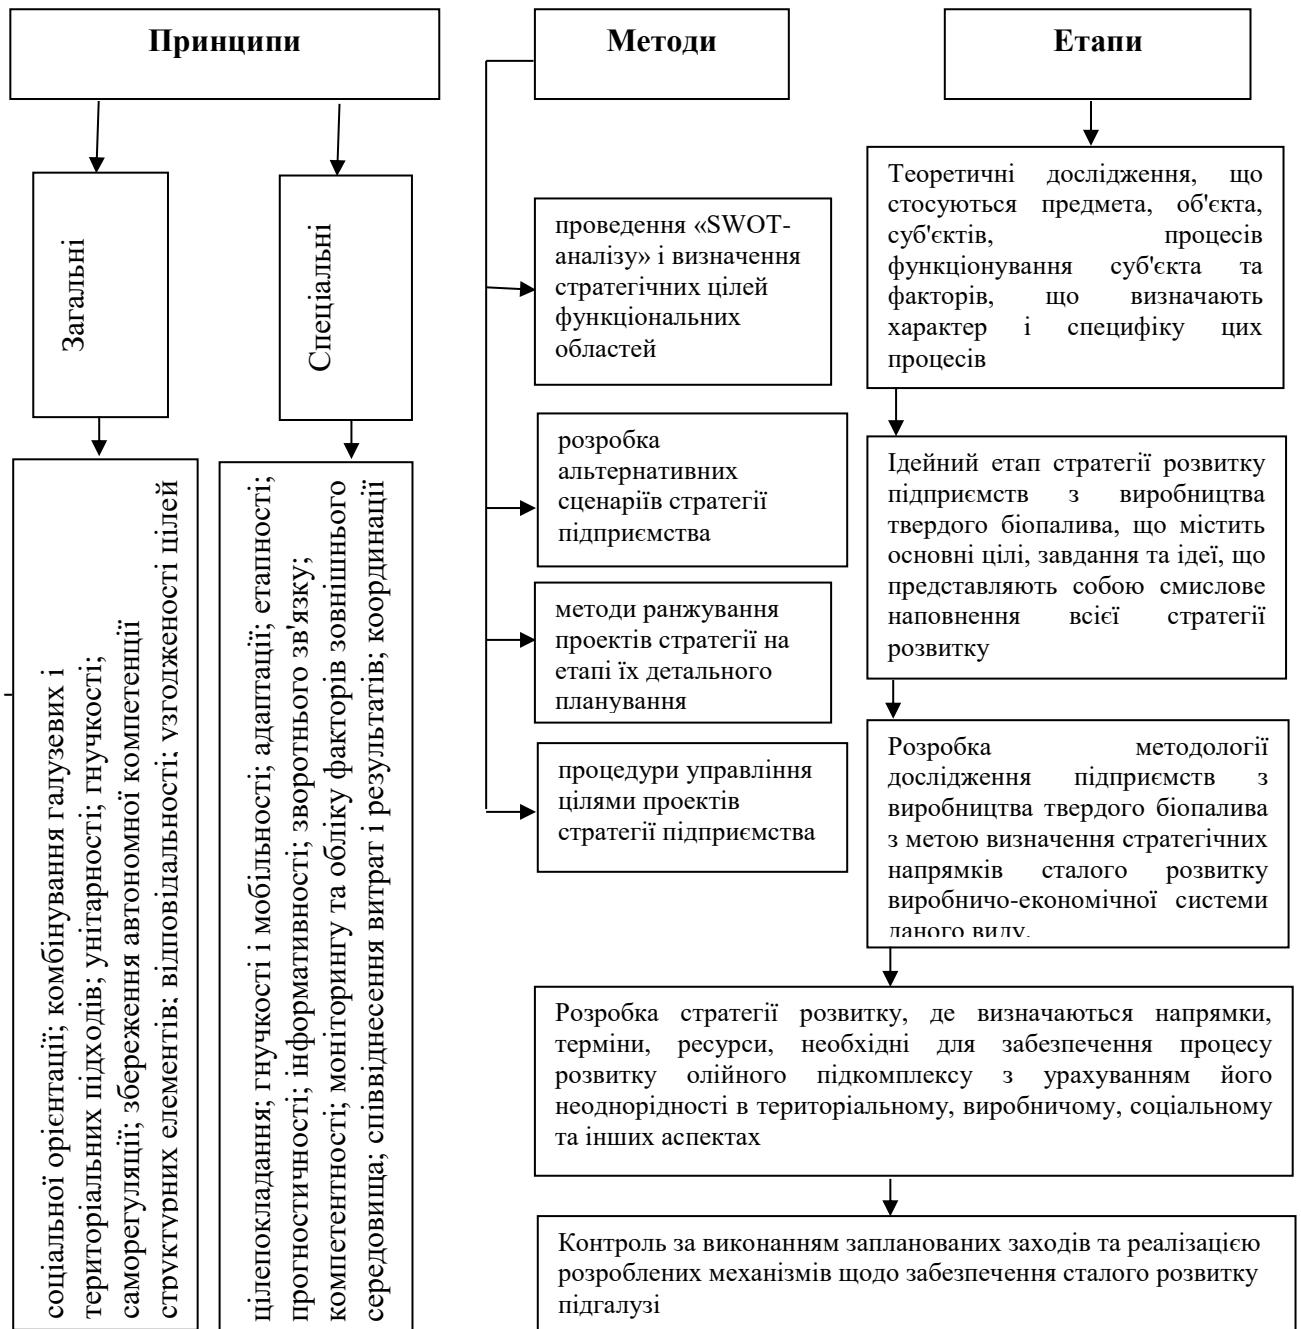 Принципи
Методи
Етапи
Загальні
Спеціальні
соціальної орієнтації; комбінування галузевих і
територіальних підходів; унітарності; гнучкості;
саморегуляції; збереження автономної компетенції
структурних елементів; відповідальності; узгодженості цілей
цілепокладання; гнучкості і мобільності; адаптації; етапності;
прогностичності; інформативності; зворотнього зв'язку;
компетентності; моніторингу та обліку факторів зовнішнього
середовища; співвіднесення витрат і результатів; координації
проведення «SWOT-
аналізу» і визначення
стратегічних цілей
функціональних
областей
розробка
альтернативних
сценаріїв стратегії
підприємства
методи ранжування
проектів стратегії на
етапі їх детального
планування
процедури управління
цілями проектів
стратегії підприємства
Теоретичні дослідження, що
стосуються предмета, об'єкта,
суб'єктів, процесів
функціонування суб'єкта та
факторів, що визначають
характер і специфіку цих
процесів
Ідейний етап стратегії розвитку
підприємств з виробництва
твердого біопалива, що містить
основні цілі, завдання та ідеї, що
представляють собою смислове
наповнення всієї стратегії
розвитку
Розробка методології
дослідження підприємств з
виробництва твердого біопалива
з метою визначення стратегічних
напрямків сталого розвитку
виробничо-економічної системи
даного виду.
Розробка стратегії розвитку, де визначаються напрямки,
терміни, ресурси, необхідні для забезпечення процесу
розвитку олійного підкомплексу з урахуванням його
неоднорідності в територіальному, виробничому, соціальному
та інших аспектах
Контроль за виконанням запланованих заходів та реалізацією
розроблених механізмів щодо забезпечення сталого розвитку
підгалузі